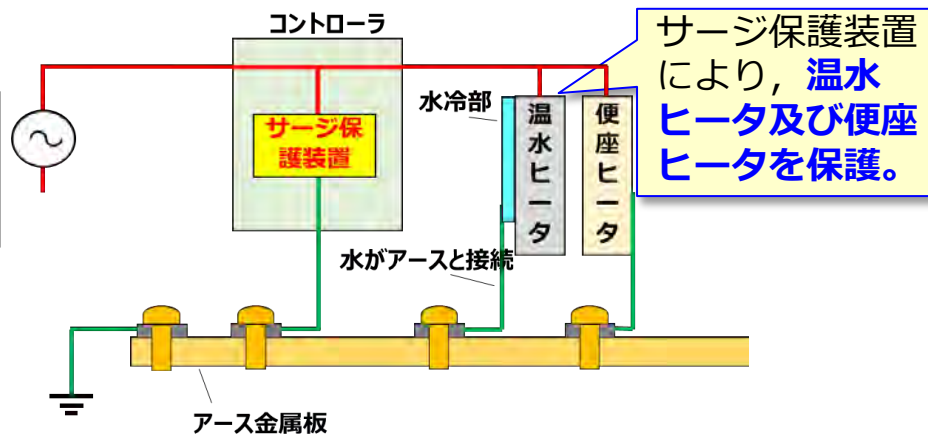 コントローラ
サージ保
護装置
水冷部
温水ヒータ
便座ヒータ
サージ保護装置
により，温水
ヒータ及び便座
ヒータを保護。
水がアースと接続
アース金属板